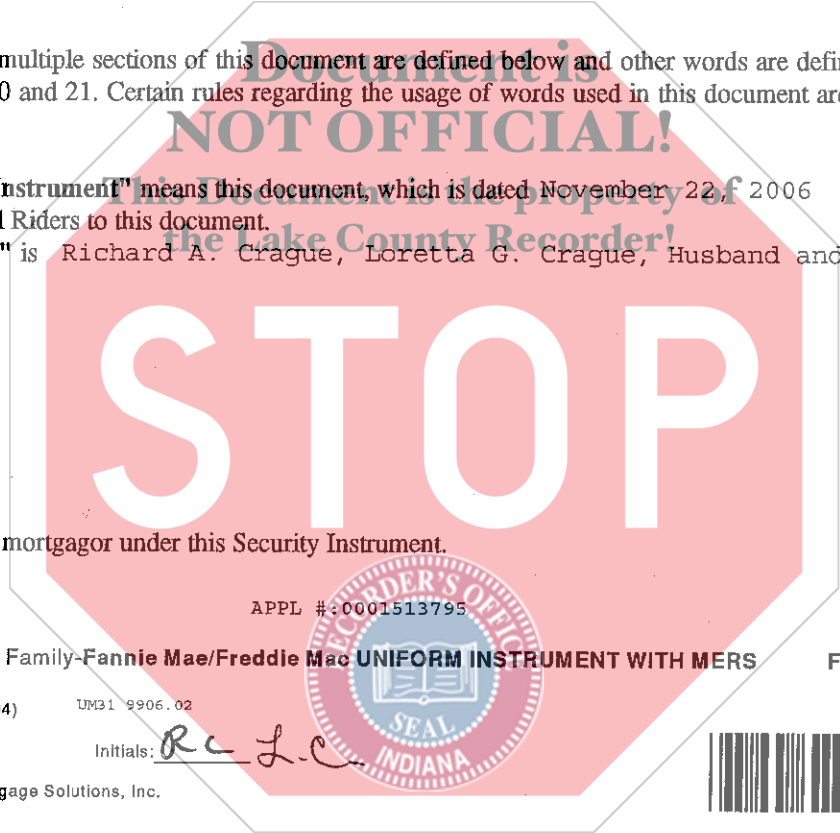 multiple sections of this document are defined below and other words are defi
0 and 21. Certain rules regarding the usage of words used in this document are
Document is
NOT OFFICIAL!
This Document is the property of
the Lake County Recorder!
nstrument" means this document, which is dated November 22, 2006
Riders to this document.
" is Richard A. Crague, Loretta G. Crague, Husband and
STOP
mortgagor under this Security Instrument.
APPL #:0001513795
RECORDER'S OFFICE
SEAL
INDIANA
Family-Fannie Mae/Freddie Mac UNIFORM INSTRUMENT WITH MERS F
4) UM31 9906.02
Initials: RC L.C.
gage Solutions, Inc.